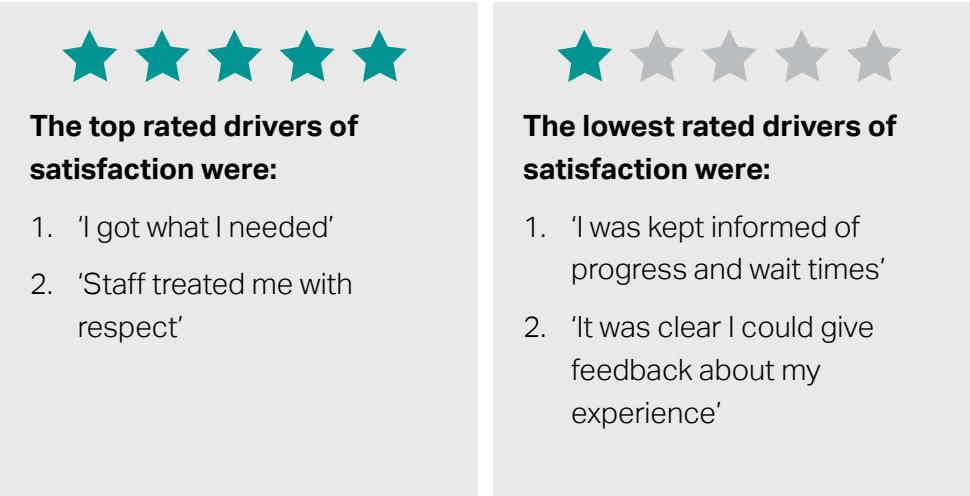 The top rated drivers of
satisfaction were:
1. ‘I got what I needed’
2. ‘Staff treated me with
respect’
The lowest rated drivers of
satisfaction were:
1. ‘I was kept informed of
progress and wait times’
2. ‘It was clear I could give
feedback about my
experience’